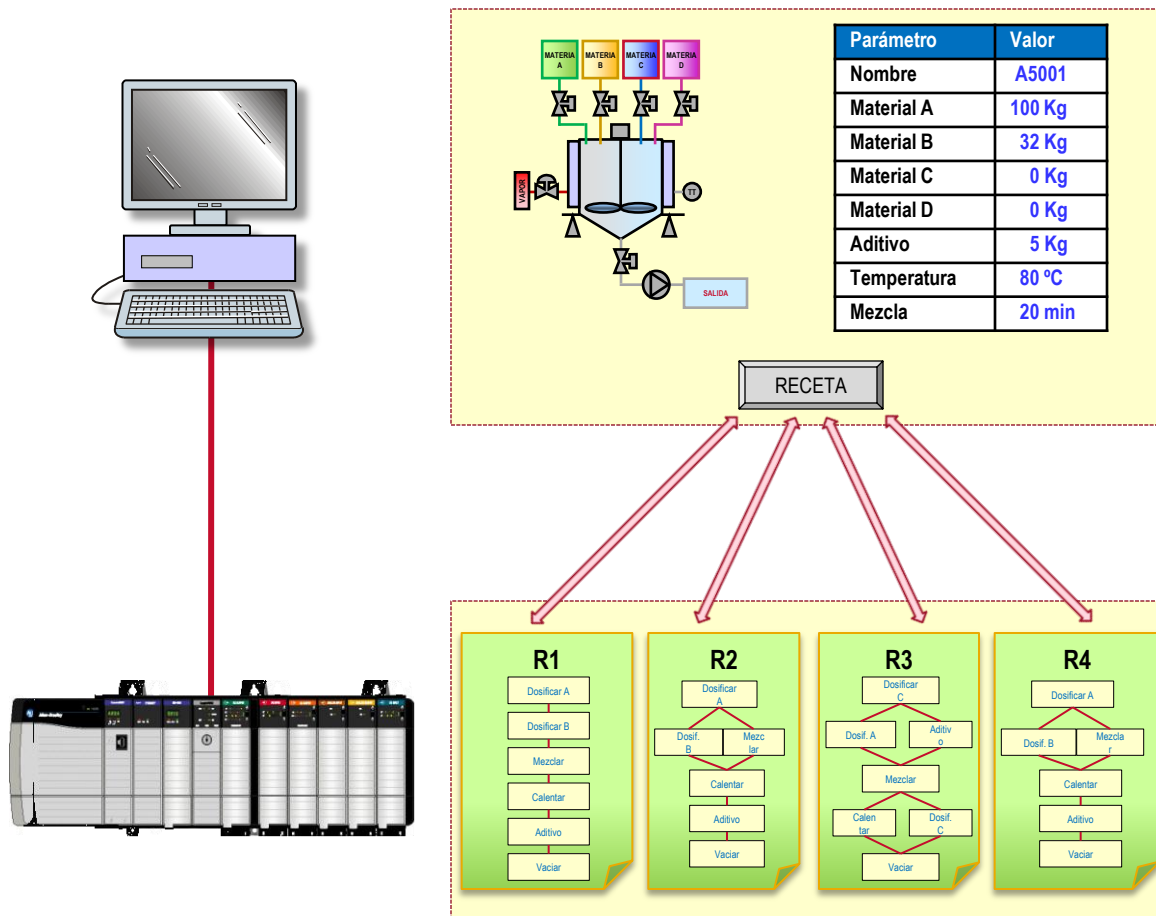 MATERIA
A
MATERIA
B
MATERIA
C
MATERIA
D
VAPOR
TT
SALIDA
Parámetro Valor
Nombre A5001
Material A 100 Kg
Material B 32 Kg
Material C 0 Kg
Material D 0 Kg
Aditivo 5 Kg
Temperatura 80 ºC
Mezcla 20 min
RECETA
R1
Dosificar A
Dosificar B
Mezclar
Calentar
Aditivo
Vaciar
R2
Dosificar
A
Dosif.
B
Mezc
lar
Calentar
Aditivo
Vaciar
R3
Dosificar
C
Dosif. A
Aditiv
o
Mezclar
Calen
tar
Dosif.
C
Vaciar
R4
Dosificar A
Dosif. B
Mezcla
r
Calentar
Aditivo
Vaciar
Allen-Bradley